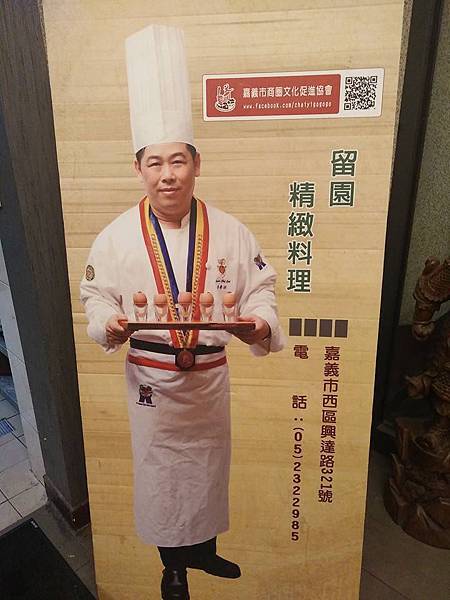 嘉義市商圈文化促進協會
www.facebook.com/chaiyigogogo
留園
精緻料理
嘉義市西區興達路321號
電話:(05)2322985